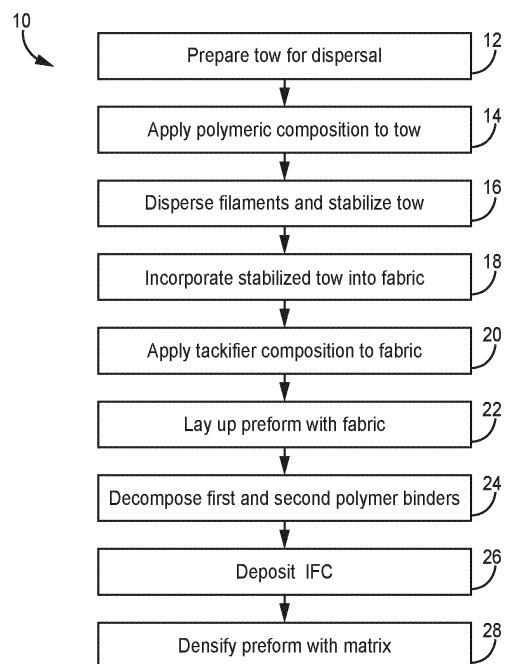 10
Prepare tow for dispersal
12
Apply polymeric composition to tow
14
Disperse filaments and stabilize tow
16
Incorporate stabilized tow into fabric
18
Apply tackifier composition to fabric
20
Lay up preform with fabric
22
Decompose first and second polymer binders
24
Deposit IFC
26
Densify preform with matrix
28